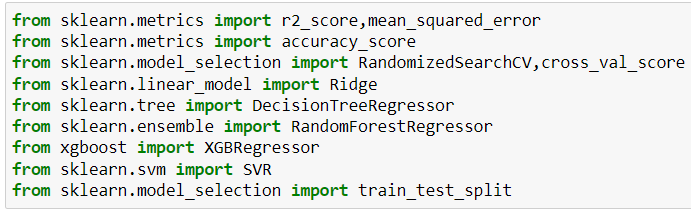 from sklearn.metrics import r2_score,mean_squared_error
from sklearn.metrics import accuracy_score
from sklearn.model_selection import RandomizedSearchCV,cross_val_score
from sklearn.linear_model import Ridge
from sklearn.tree import DecisionTreeRegressor
from sklearn.ensemble import RandomForestRegressor
from xgboost import XGBRegressor
from sklearn.svm import SVR
from sklearn.model_selection import train_test_split